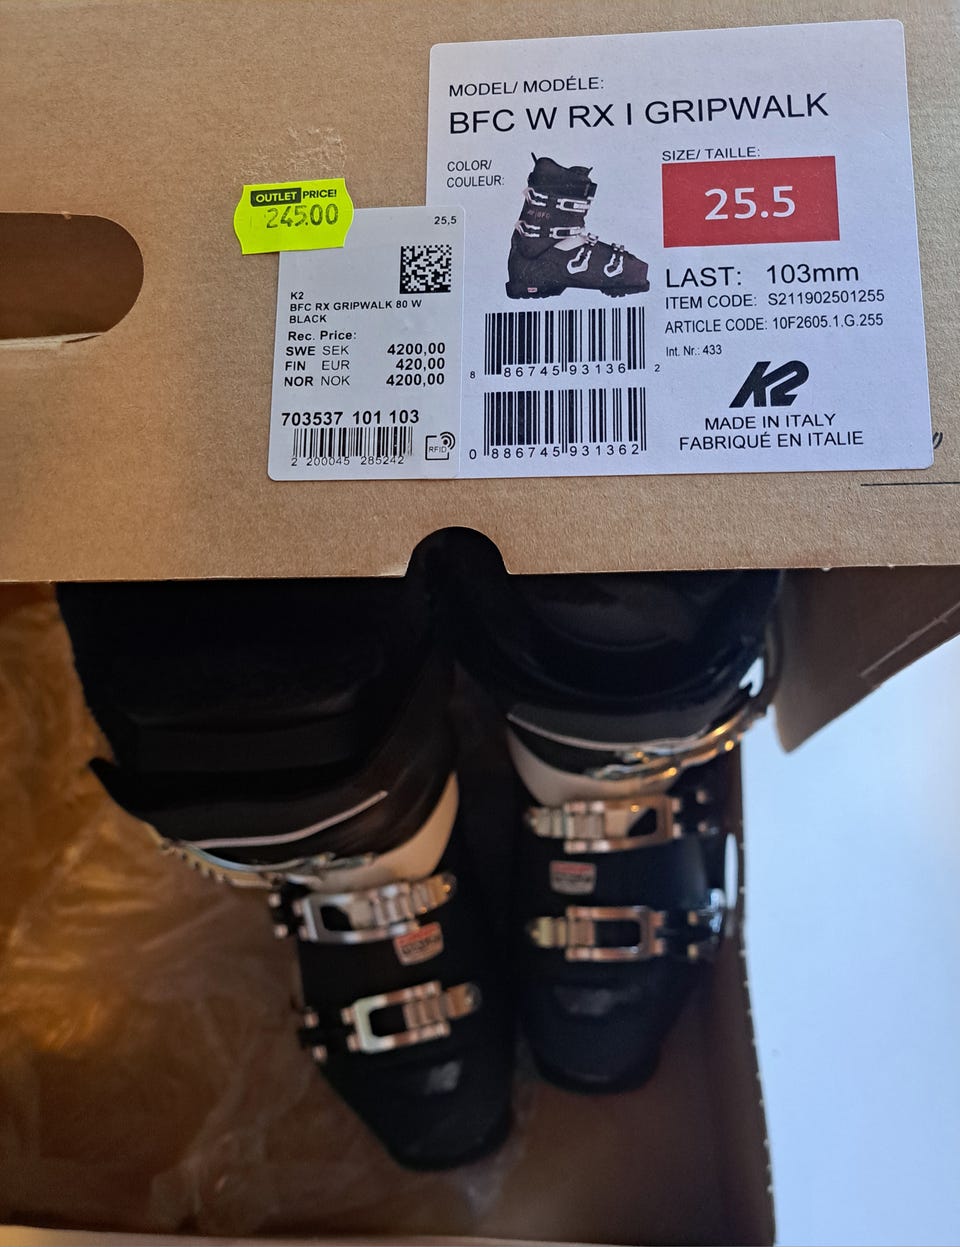 MODEL/ MODÉLE:
BFC W RX I GRIPWALK
COLOR/
COULEUR:
SIZE/ TAILLE:
25.5
LAST: 103mm
ITEM CODE: S211902501255
ARTICLE CODE: 10F2605.1.G.255
Int. Nr.: 433
K2
MADE IN ITALY
FABRIQUÉ EN ITALIE
8 86745 93136 2
0 886745 931362
OUTLET PRICE!
245.00
25,5
K2
BFC RX GRIPWALK 80 W
BLACK
Rec. Price:
SWE SEK 4200,00
FIN EUR 420,00
NOR NOK 4200,00
703537 101 103
2 200045 285242
RFID